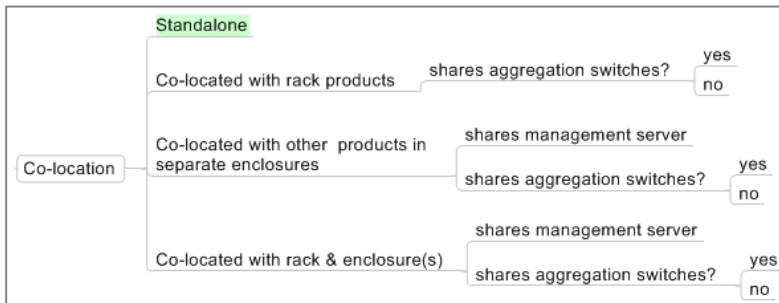 Standalone
Co-located with rack products
shares aggregation switches?
yes
no
Co-location
Co-located with other products in
separate enclosures
shares management server
shares aggregation switches?
yes
no
Co-located with rack & enclosure(s)
shares management server
shares aggregation switches?
yes
no